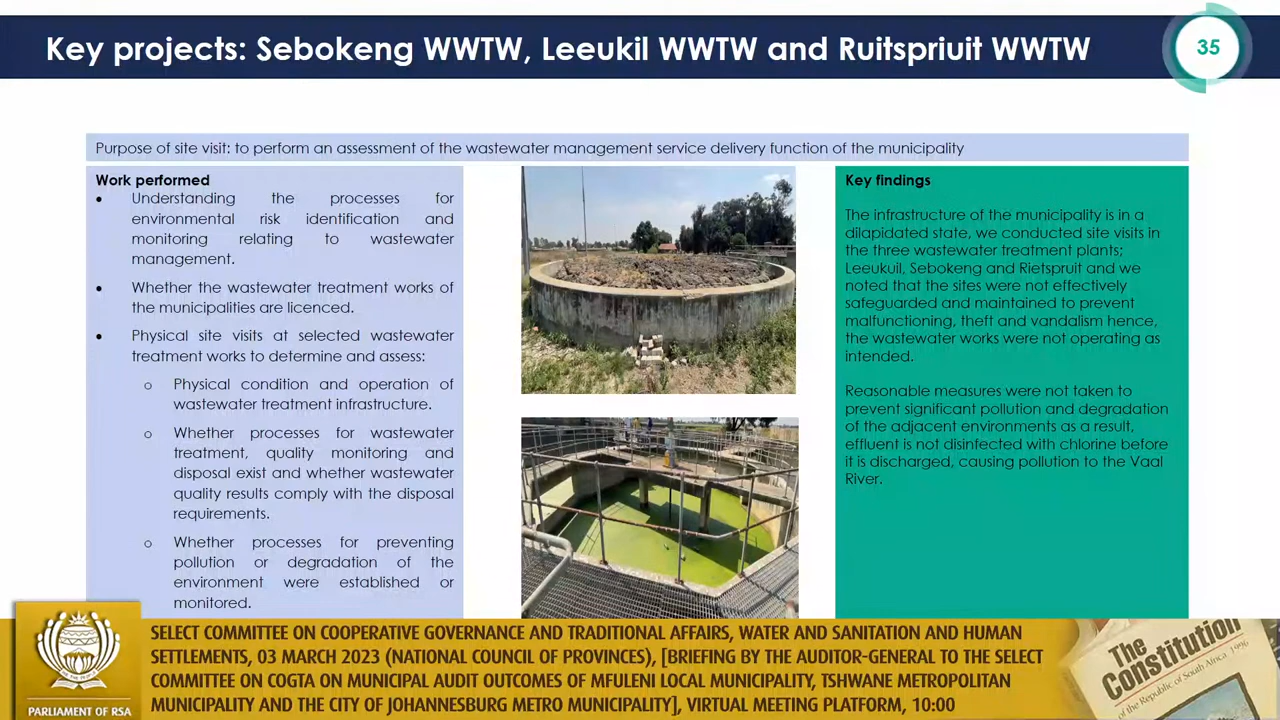 Key projects: Sebokeng WWTW, Leeukil WWTW and Ruitspriuit WWTW
35
Purpose of site visit: to perform an assessment of the wastewater management service delivery function of the municipality
Work performed
• Understanding the processes for
environmental risk identification and
monitoring relating to wastewater
management.
• Whether the wastewater treatment works of
the municipalities are licenced.
• Physical site visits at selected wastewater
treatment works to determine and assess:
o Physical condition and operation of
wastewater treatment infrastructure.
o Whether processes for wastewater
treatment, quality monitoring and
disposal exist and whether wastewater
quality results comply with the disposal
requirements.
o Whether processes for preventing
pollution or degradation of the
environment were established or
monitored.
Key findings
The infrastructure of the municipality is in a
dilapidated state, we conducted site visits in
the three wastewater treatment plants;
Leeukuil, Sebokeng and Rietspruit and we
noted that the sites were not effectively
safeguarded and maintained to prevent
malfunctioning, theft and vandalism hence,
the wastewater works were not operating as
intended.
Reasonable measures were not taken to
prevent significant pollution and degradation
of the adjacent environments as a result,
effluent is not disinfected with chlorine before
it is discharged, causing pollution to the Vaal
River.
PARLIAMENT OF RSA
SELECT COMMITTEE ON COOPERATIVE GOVERNANCE AND TRADITIONAL AFFAIRS, WATER AND SANITATION AND HUMAN
SETTLEMENTS, 03 MARCH 2023 (NATIONAL COUNCIL OF PROVINCES), [BRIEFING BY THE AUDITOR-GENERAL TO THE SELECT
COMMITTEE ON COGTA ON MUNICIPAL AUDIT OUTCOMES OF MFULENI LOCAL MUNICIPALITY, TSHWANE METROPOLITAN
MUNICIPALITY AND THE CITY OF JOHANNESBURG METRO MUNICIPALITY], VIRTUAL MEETING PLATFORM, 10:00
The
Constitution
of the Republic of South Africa, 1996